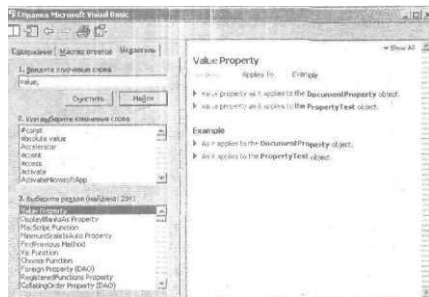 Справка Microsoft Visual Basic
Содержание Мастер ответов Указатель
1. Введите ключевые слова
value;
Очистить Найти
2. Или выберите ключевые слова
#const
absolute value
Accelerator
accent
access
activate
ActivateMicrosoftApp
3. Выберите раздел (найдено: 291)
Value Property
DisplayBlanksAs Property
MacScript Function
MinimumScaleIsAuto Property
FindPrevious Method
Val Function
Choose Function
Foreign Property (DAO)
RegisteredFunctions Property
CollatingOrder Property (DAO)
Show All
Value Property
Applies To Example
Value property as it applies to the DocumentProperty object.
Value property as it applies to the PropertyTest object.
Example
As it applies to the DocumentProperty object.
As it applies to the PropertyTest object.